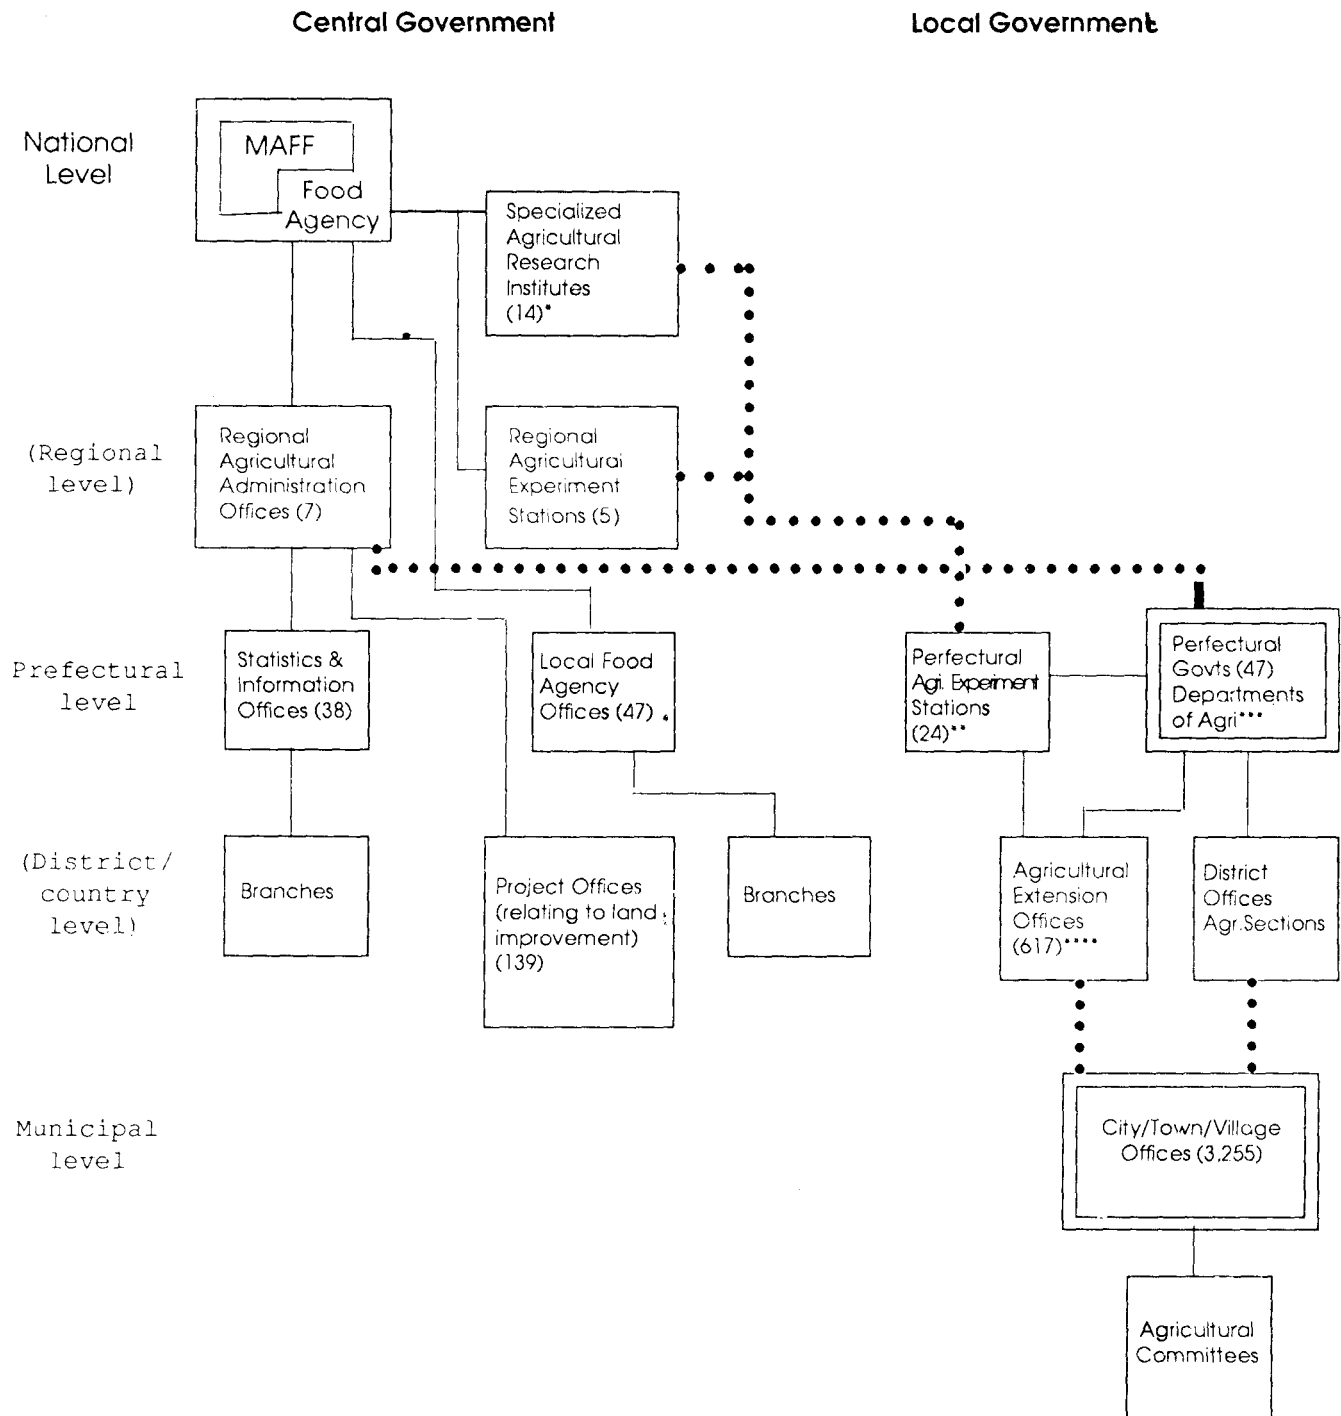 Central Government
Local Government
National
Level
MAFF
Food
Agency
Specialized
Agricultural
Research
Institutes
(14)*
(Regional
level)
Regional
Agricultural
Administration
Offices (7)
Regional
Agricultural
Experiment
Stations (5)
Prefectural
level
Statistics &
Information
Offices (38)
Local Food
Agency
Offices (47)
Perfectural
Agri. Experiment
Stations
(24)**
Perfectural
Govts (47)
Departments
of Agri***
(District/
country
level)
Branches
Project Offices
(relating to land
improvement)
(139)
Branches
Agricultural
Extension
Offices
(617)****
District
Offices
Agr.Sections
Municipal
level
City/Town/Village
Offices (3,255)
Agricultural
Committees